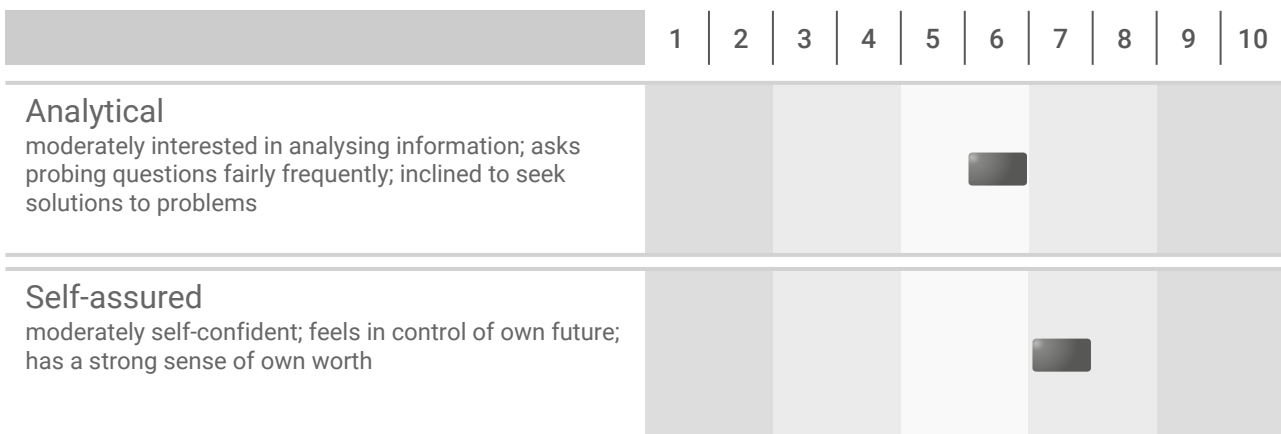 1 2 3 4 5 6 7 8 9 10
Analytical
moderately interested in analysing information; asks
probing questions fairly frequently; inclined to seek
solutions to problems
Self-assured
moderately self-confident; feels in control of own future;
has a strong sense of own worth